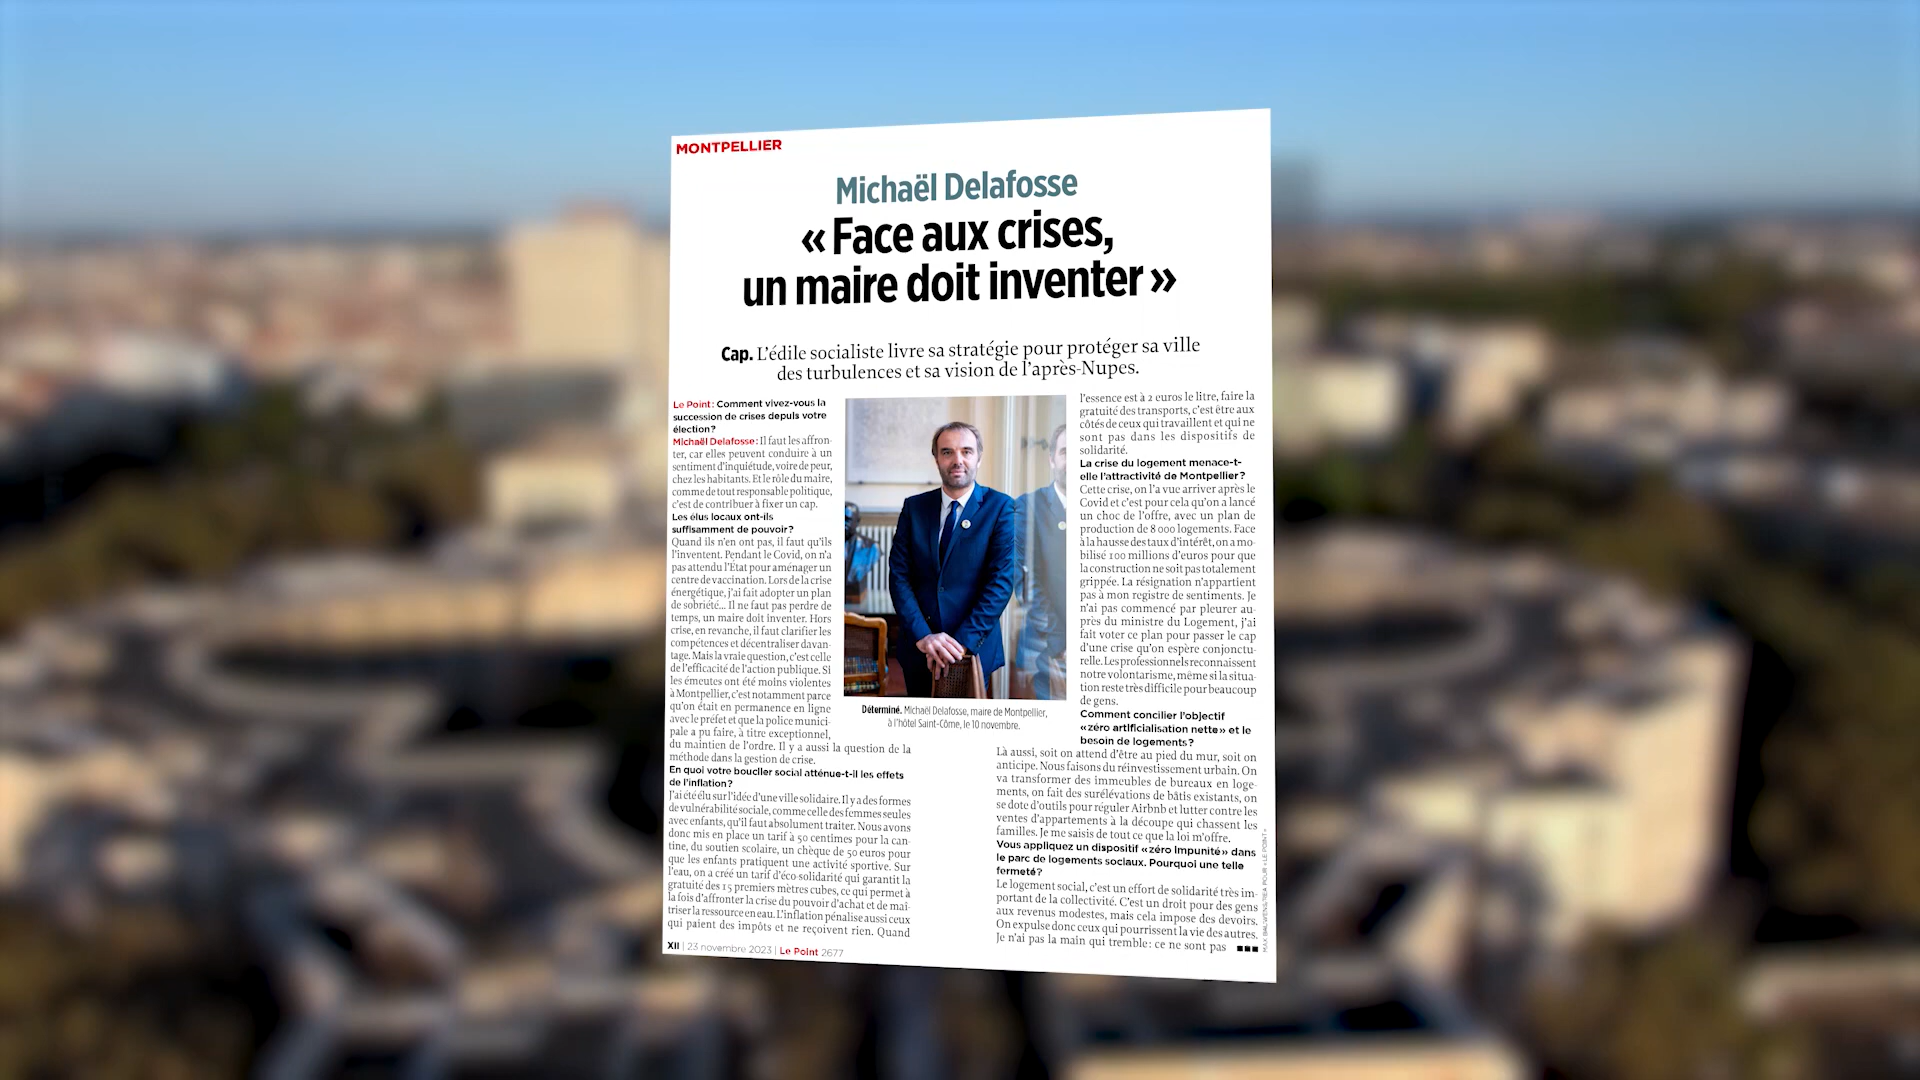 MONTPELLIER
Michaël Delafosse
« Face aux crises,
un maire doit inventer »
Cap. L’édile socialiste livre sa stratégie pour protéger sa ville
des turbulences et sa vision de l’après-Nupes.
Le Point : Comment vivez-vous la
succession de crises depuis votre
élection ?
Michaël Delafosse : Il faut les affron-
ter, car elles peuvent conduire à un
sentiment d’inquiétude, voire de peur,
chez les habitants. Et le rôle du maire,
comme de tout responsable politique,
c’est de contribuer à fixer un cap.
Les élus locaux ont-ils
suffisamment de pouvoir ?
Quand ils n’en ont pas, il faut qu’ils
l’inventent. Pendant le Covid, on n’a
pas attendu l’État pour aménager un
centre de vaccination. Lors de la crise
énergétique, j’ai fait adopter un plan
de sobriété… Il ne faut pas perdre de
temps, un maire doit inventer. Hors
crise, en revanche, il faut clarifier les
compétences et décentraliser davan-
tage. Mais la vraie question, c’est celle
de l’efficacité de l’action publique. Si
les émeutes ont été moins violentes
à Montpellier, c’est notamment parce
qu’on était en permanence en ligne
avec le préfet et que la police munici-
pale a pu faire, à titre exceptionnel,
du maintien de l’ordre. Il y a aussi la question de la
méthode dans la gestion de crise.
En quoi votre bouclier social atténue-t-il les effets
de l’inflation ?
J’ai été élu sur l’idée d’une ville solidaire. Il y a des formes
de vulnérabilité sociale, comme celle des femmes seules
avec enfants, qu’il faut absolument traiter. Nous avons
donc mis en place un tarif à 50 centimes pour la can-
tine, du soutien scolaire, un chèque de 50 euros pour
que les enfants pratiquent une activité sportive. Sur
l’eau, on a créé un tarif d’éco-solidarité qui garantit la
gratuité des 15 premiers mètres cubes, ce qui permet à
la fois d’affronter la crise du pouvoir d’achat et de maî-
triser la ressource en eau. L’inflation pénalise aussi ceux
qui paient des impôts et ne reçoivent rien. Quand
Déterminé. Michaël Delafosse, maire de Montpellier,
à l’hôtel Saint-Côme, le 10 novembre.
l’essence est à 2 euros le litre, faire la
gratuité des transports, c’est être aux
côtés de ceux qui travaillent et qui ne
sont pas dans les dispositifs de
solidarité.
La crise du logement menace-t-
elle l’attractivité de Montpellier ?
Cette crise, on l’a vue arriver après le
Covid et c’est pour cela qu’on a lancé
un choc de l’offre, avec un plan de
production de 8 000 logements. Face
à la hausse des taux d’intérêt, on a mo-
bilisé 100 millions d’euros pour que
la construction ne soit pas totalement
grippée. La résignation n’appartient
pas à mon registre de sentiments. Je
n’ai pas commencé par pleurer au-
près du ministre du Logement, j’ai
fait voter ce plan pour passer le cap
d’une crise qu’on espère conjonctu-
relle. Les professionnels reconnaissent
notre volontarisme, même si la situa-
tion reste très difficile pour beaucoup
de gens.
Comment concilier l’objectif
« zéro artificialisation nette » et le
besoin de logements ?
Là aussi, soit on attend d’être au pied du mur, soit on
anticipe. Nous faisons du réinvestissement urbain. On
va transformer des immeubles de bureaux en loge-
ments, on fait des surélévations de bâtis existants, on
se dote d’outils pour réguler Airbnb et lutter contre les
ventes d’appartements à la découpe qui chassent les
familles. Je me saisis de tout ce que la loi m’offre.
Vous appliquez un dispositif « zéro impunité » dans
le parc de logements sociaux. Pourquoi une telle
fermeté ?
Le logement social, c’est un effort de solidarité très im-
portant de la collectivité. C’est un droit pour des gens
aux revenus modestes, mais cela impose des devoirs.
On expulse donc ceux qui pourrissent la vie des autres.
Je n’ai pas la main qui tremble : ce ne sont pas
XII | 23 novembre 2023 | Le Point 2677